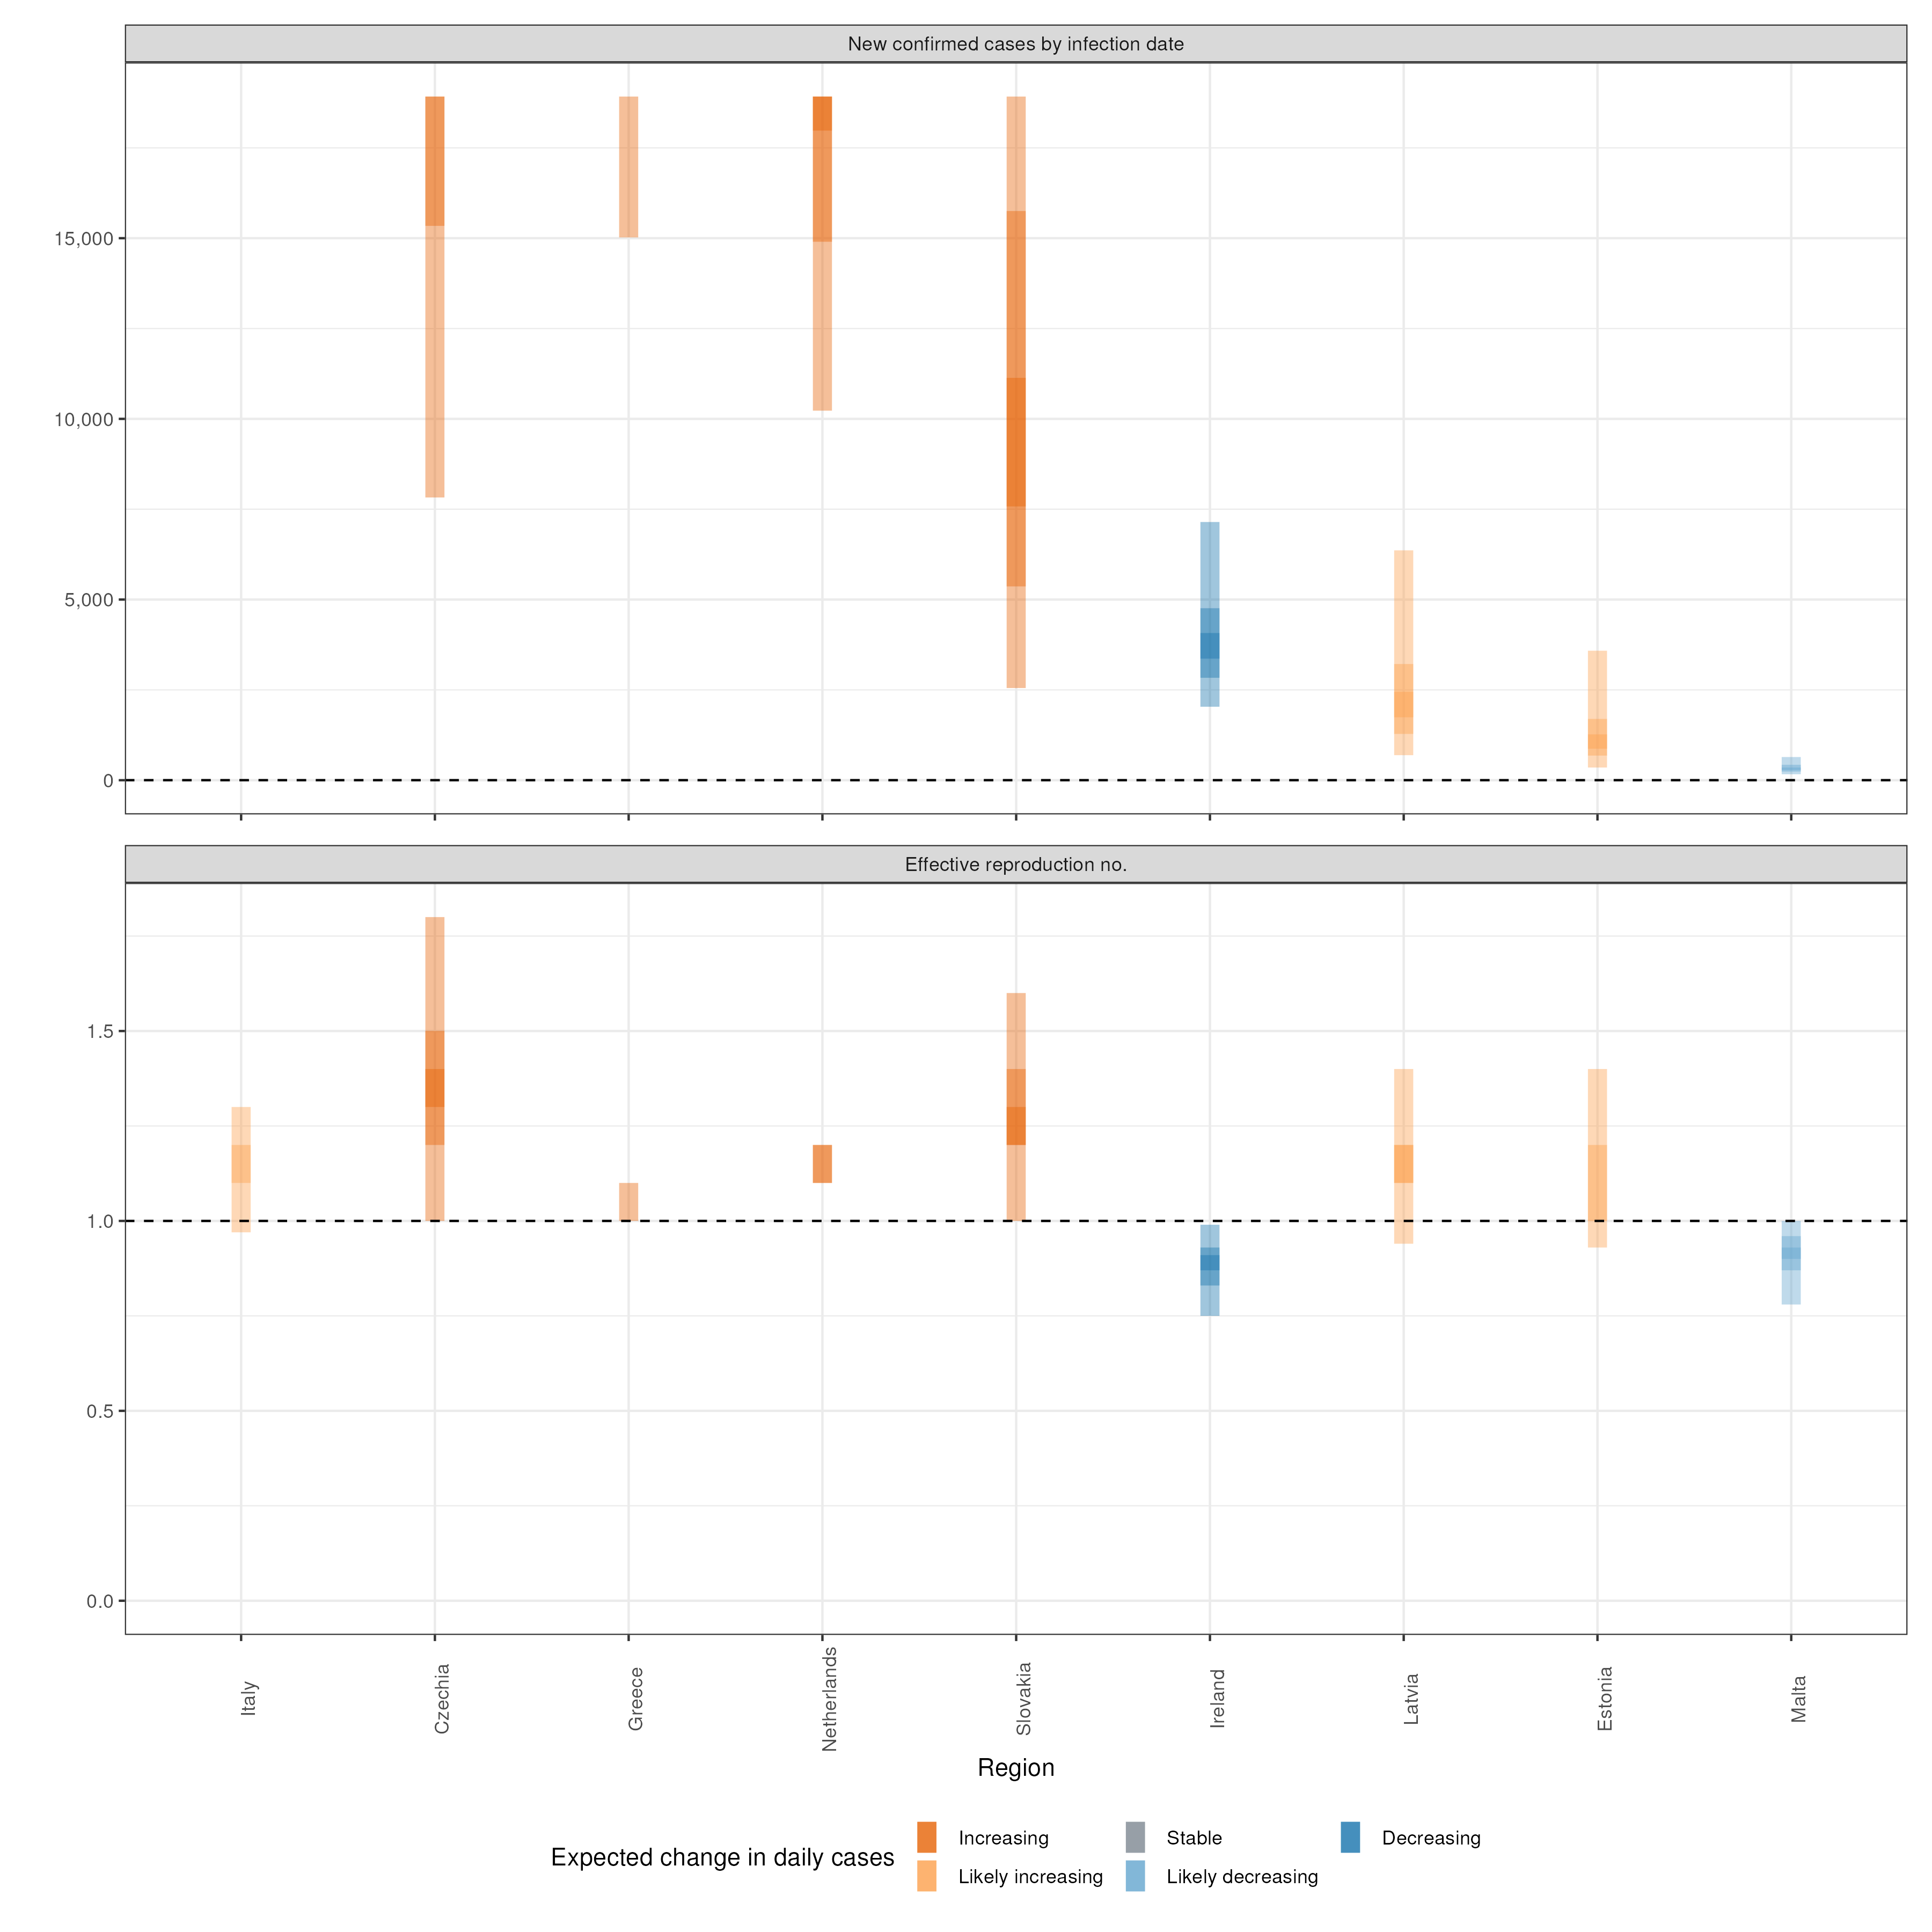 New confirmed cases by infection date
15,000
10,000
5,000
0
Effective reproduction no.
1.5
1.0
0.5
0.0
Italy
Czechia
Greece
Netherlands
Slovakia
Ireland
Latvia
Estonia
Malta
Region
Expected change in daily cases
Increasing
Stable
Decreasing
Likely increasing
Likely decreasing